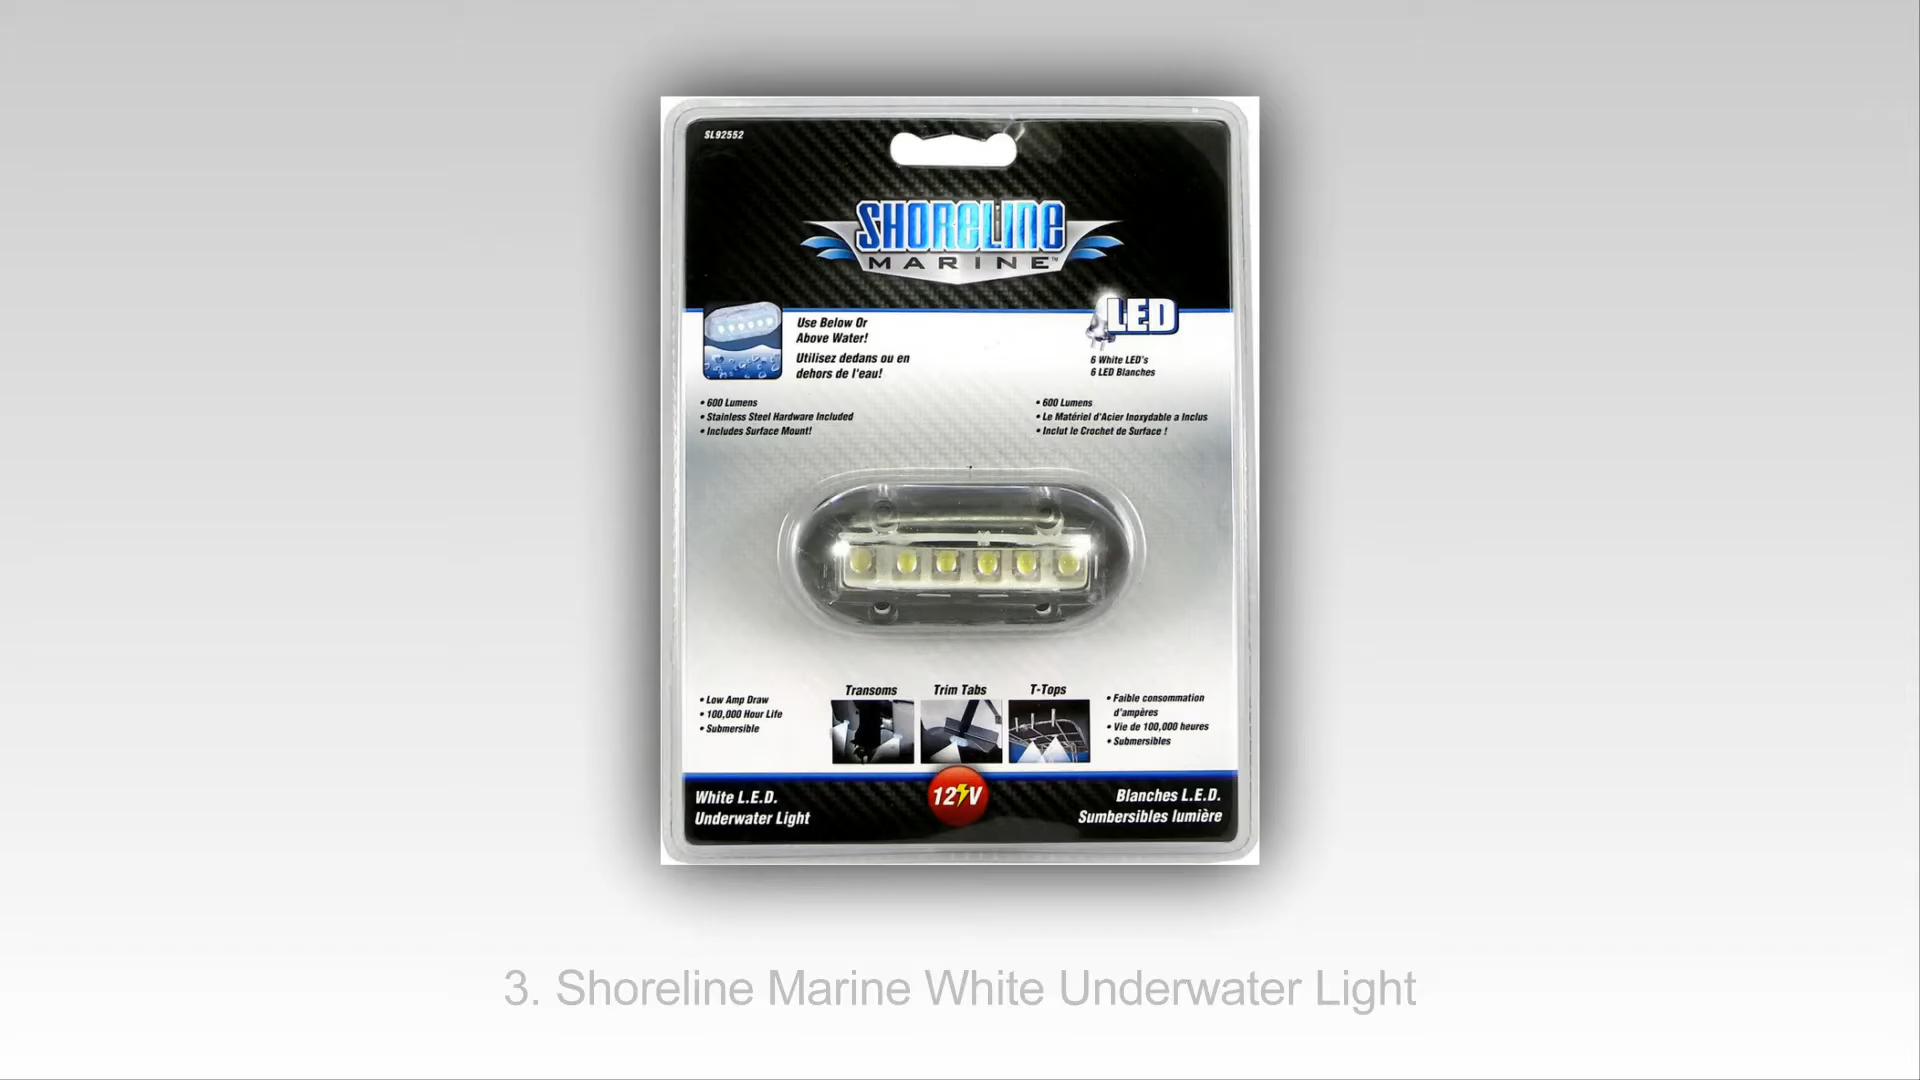 SL92552
SHORELINE
MARINE™
Use Below Or
Above Water!
Utilisez dedans ou en
dehors de l'eau!
LED
6 White LED's
6 LED Blanches
• 600 Lumens
• Stainless Steel Hardware Included
• Includes Surface Mount!
• 600 Lumens
• Le Matériel d'Acier Inoxydable a Inclus
• Inclut le Crochet de Surface !
• Low Amp Draw
• 100,000 Hour Life
• Submersible
Transoms
Trim Tabs
T-Tops
• Faible consommation
d'ampères
• Vie de 100,000 heures
• Submersibles
White L.E.D.
Underwater Light
12V
Blanches L.E.D.
Sumbersibles lumière
3. Shoreline Marine White Underwater Light